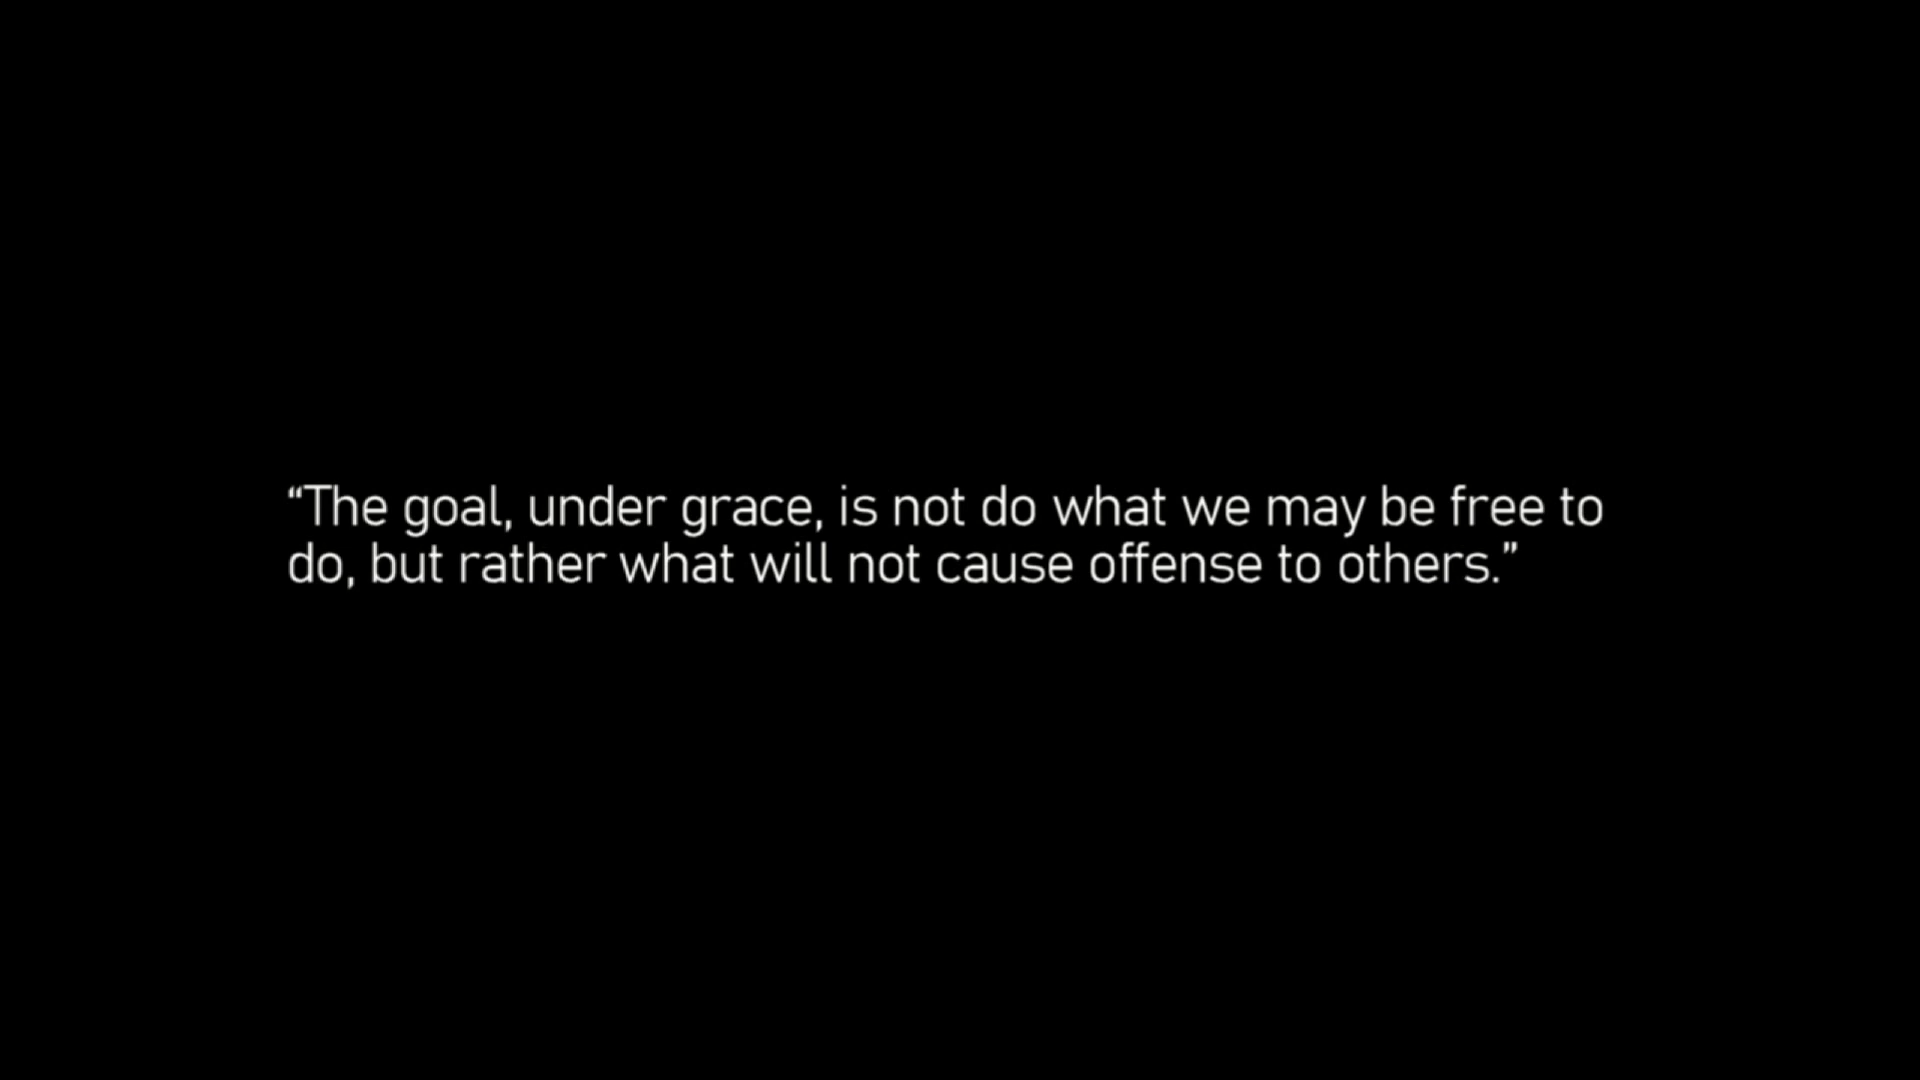 “The goal, under grace, is not do what we may be free to
do, but rather what will not cause offense to others.”